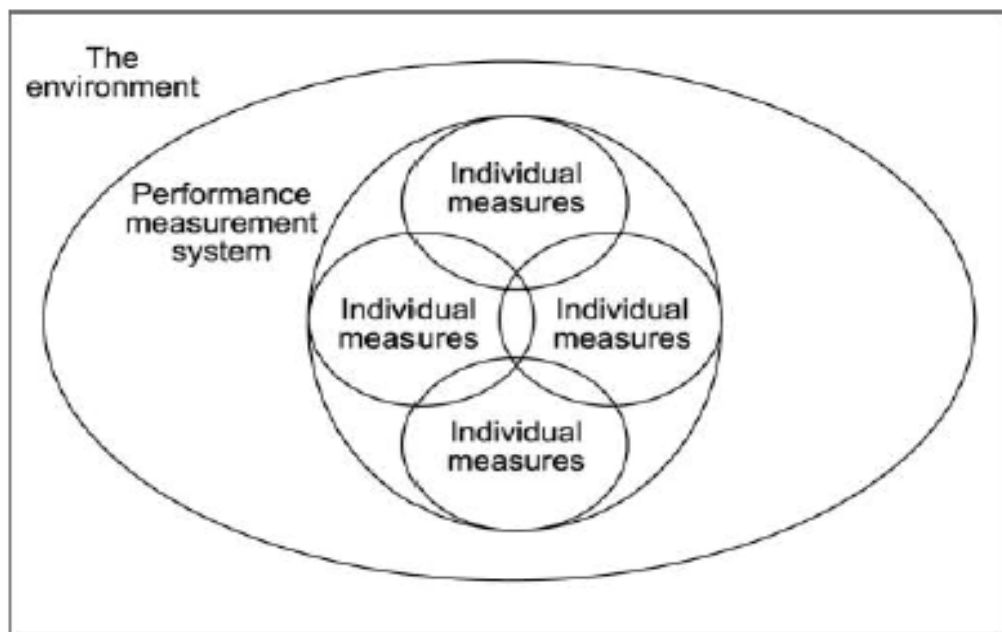 The
environment
Performance
measurement
system
Individual
measures
Individual
measures
Individual
measures
Individual
measures